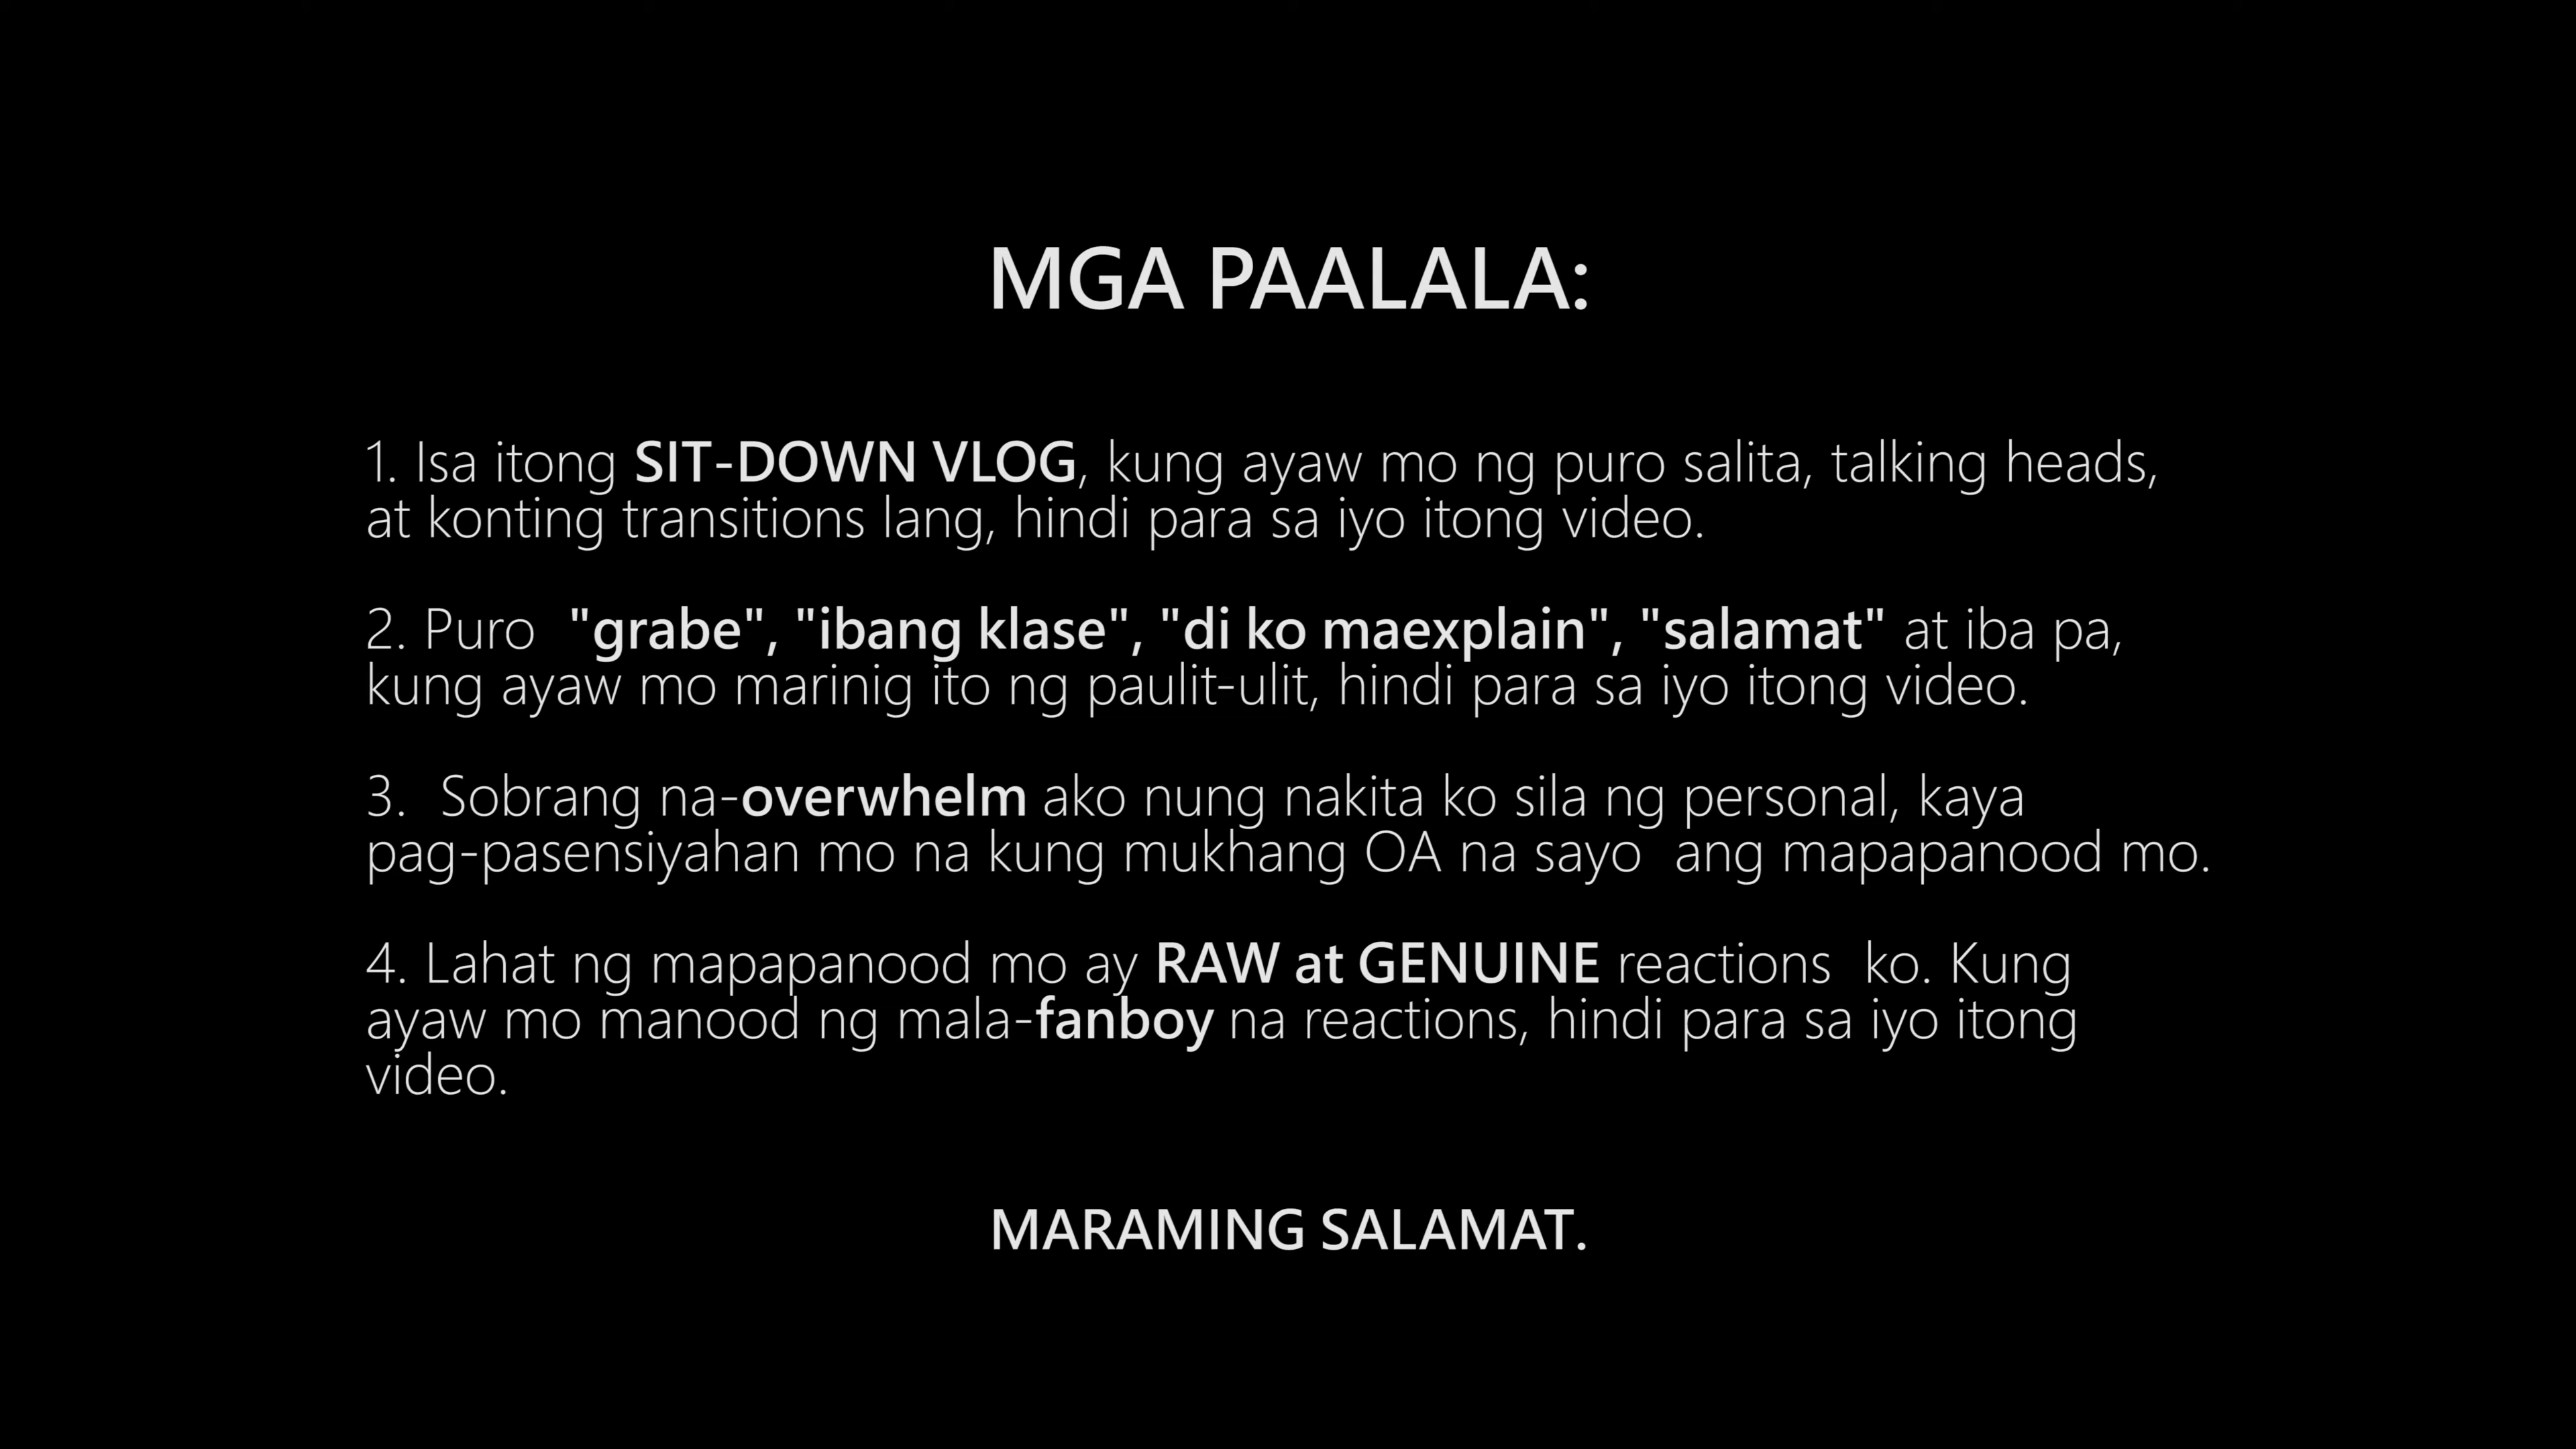 MGA PAALALA:
1. Isa itong SIT-DOWN VLOG, kung ayaw mo ng puro salita, talking heads,
at konting transitions lang, hindi para sa iyo itong video.
2. Puro "grabe", "ibang klase", "di ko maexplain", "salamat" at iba pa,
kung ayaw mo marinig ito ng paulit-ulit, hindi para sa iyo itong video.
3. Sobrang na-overwhelm ako nung nakita ko sila ng personal, kaya
pag-pasensiyahan mo na kung mukhang OA na sayo ang mapapanood mo.
4. Lahat ng mapapanood mo ay RAW at GENUINE reactions ko. Kung
ayaw mo manood ng mala-fanboy na reactions, hindi para sa iyo itong
video.
MARAMING SALAMAT.